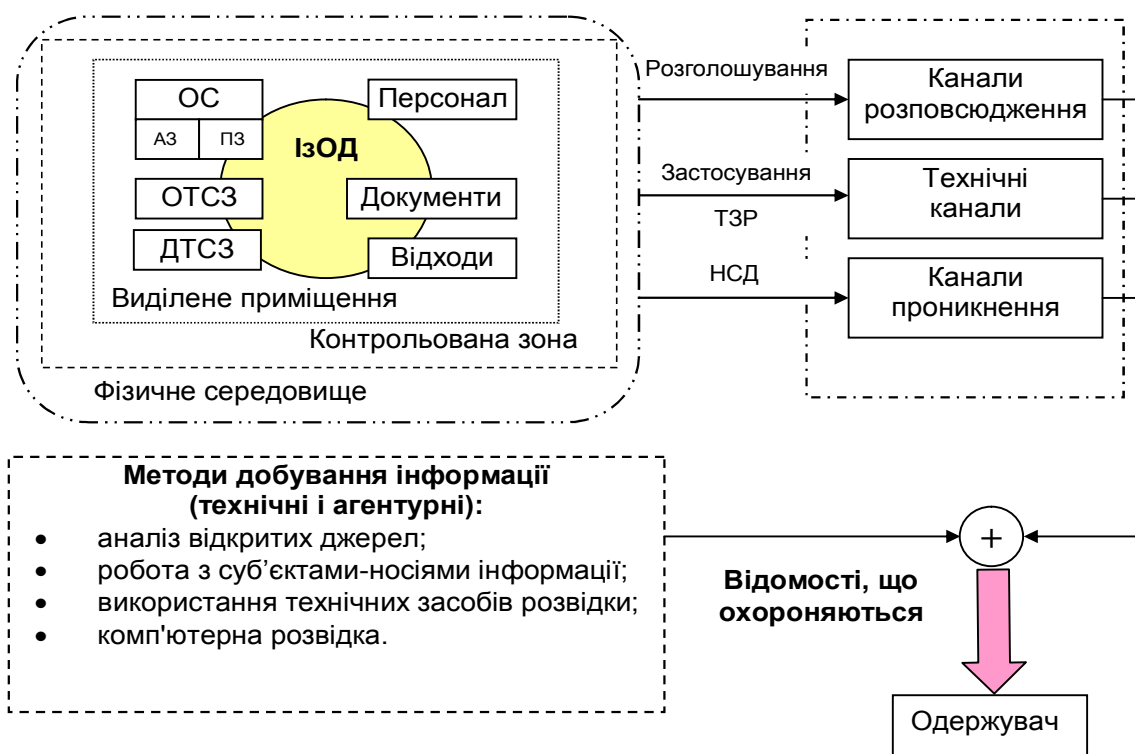 ОС
АЗ
ПЗ
ОТСЗ
ДТСЗ
ІзОД
Персонал
Документи
Відходи
Виділене приміщення
Контрольована зона
Фізичне середовище
Розголошування
Застосування
ТЗР
НСД
Канали
розповсюдження
Технічні
канали
Канали
проникнення
Методи добування інформації
(технічні і агентурні):
• аналіз відкритих джерел;
• робота з суб’єктами-носіями інформації;
• використання технічних засобів розвідки;
• комп'ютерна розвідка.
+
Відомості, що
охороняються
Одержувач